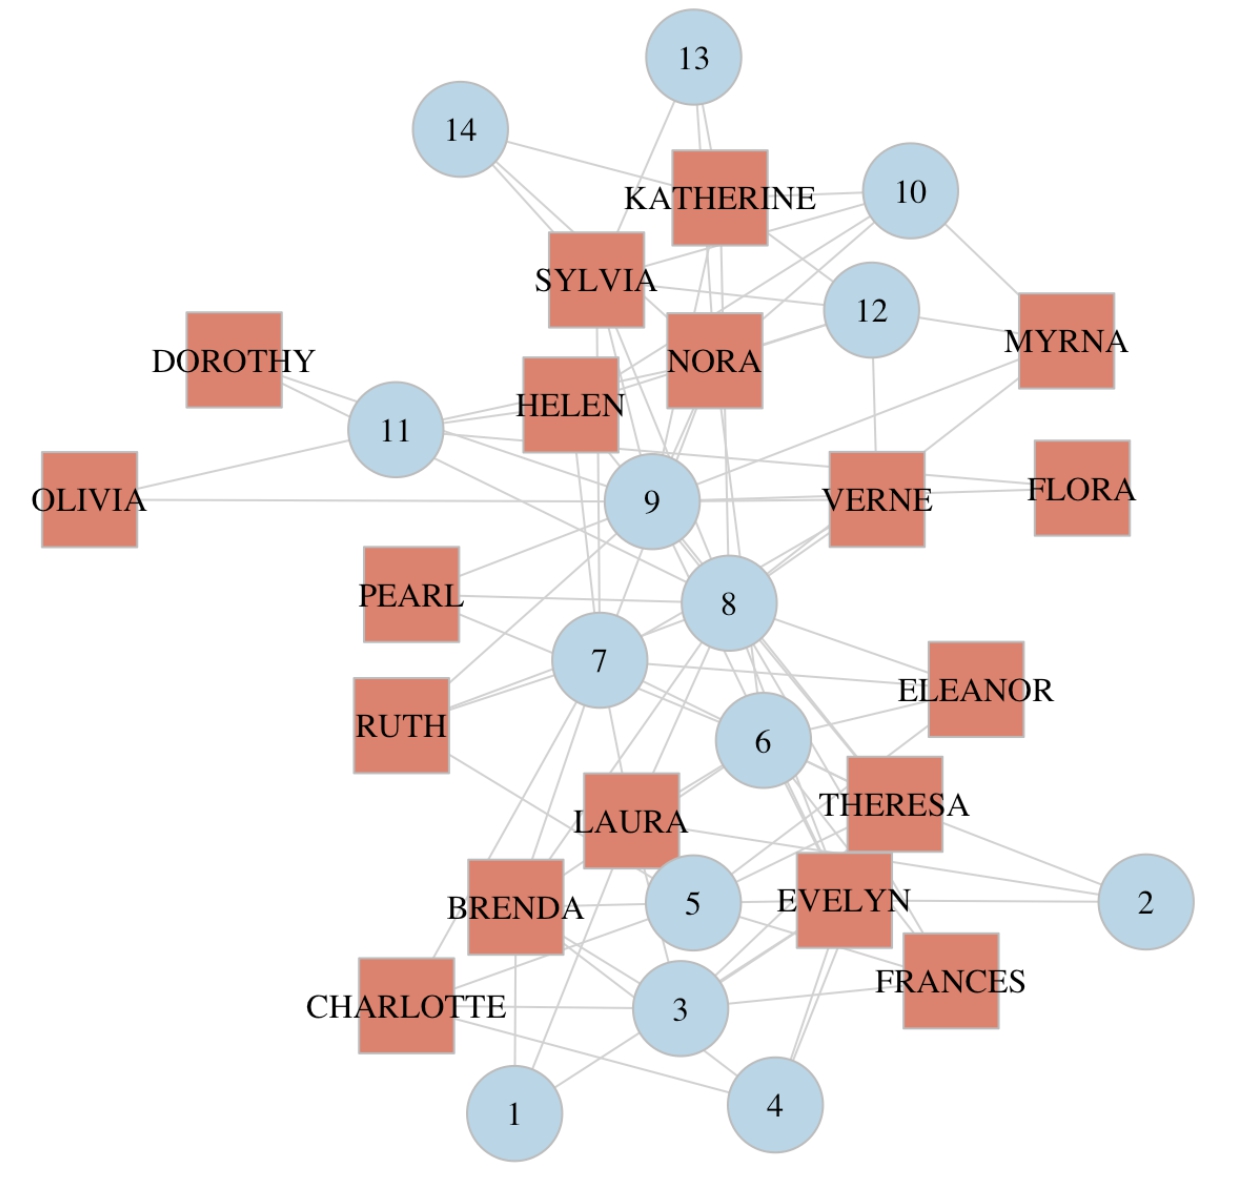 13
14
KATHERINE
10
SYLVIA
12
MYRNA
DOROTHY
NORA
HELEN
11
OLIVIA
9
VERNE
FLORA
PEARL
8
7
ELEANOR
RUTH
6
THERESA
LAURA
BRENDA
5
EVELYN
2
FRANCES
CHARLOTTE
3
1
4